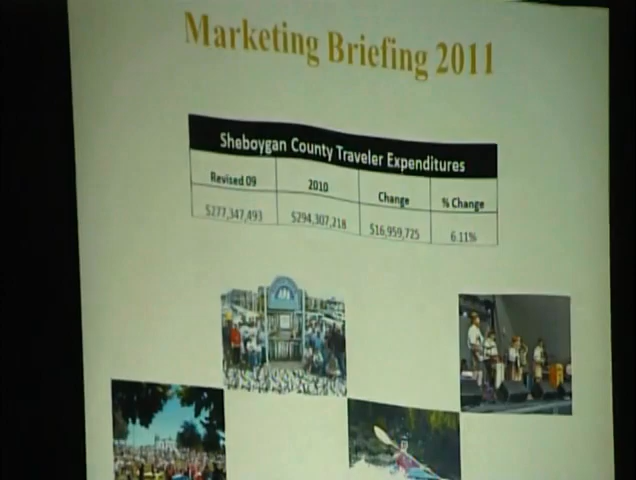 Marketing Briefing 2011
Sheboygan County Traveler Expenditures
Revised 09 2010 Change % Change
$277,347,493 $294,307,218 $16,959,725 6.11%